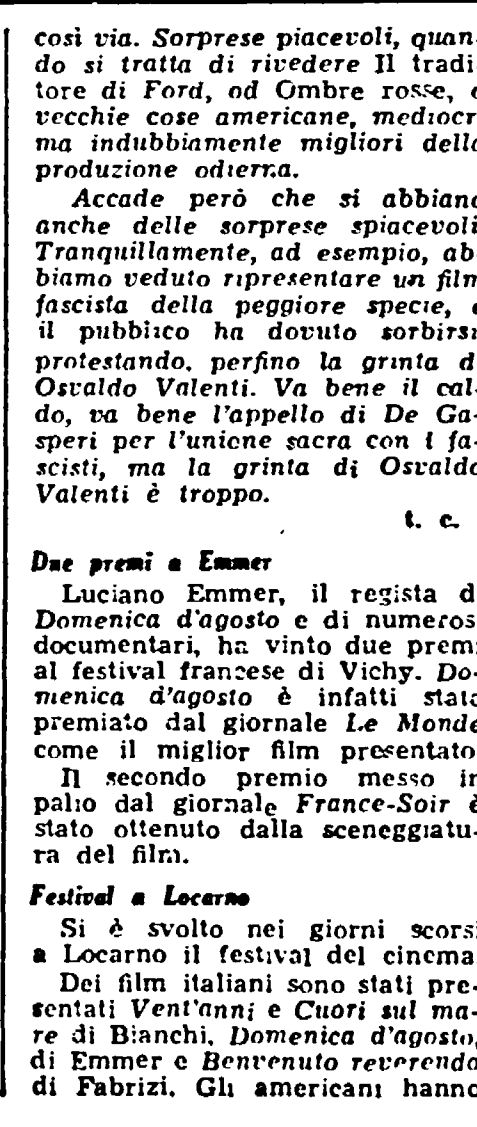 così via. Sorprese piacevoli, quan-
do si tratta di rivedere Il tradi-
tore di Ford, od Ombre rosse, e
vecchie cose americane, mediocri
ma indubbiamente migliori della
produzione odierna.
Accade però che si abbiano
anche delle sorprese spiacevoli.
Tranquillamente, ad esempio, ab-
biamo veduto ripresentare un film
fascista della peggiore specie, e
il pubblico ha dovuto sorbirsi
protestando, perfino la grinta di
Osvaldo Valenti. Va bene il cal-
do, va bene l'appello di De Ga-
speri per l'unione sacra con i fa-
scisti, ma la grinta di Osvaldo
Valenti è troppo.
t. c.
Due premi a Emmer
Luciano Emmer, il regista di
Domenica d'agosto e di numerosi
documentari, ha vinto due premi
al festival francese di Vichy. Do-
menica d'agosto è infatti stato
premiato dal giornale Le Monde
come il miglior film presentato.
Il secondo premio messo in
palio dal giornale France-Soir è
stato ottenuto dalla sceneggiatu-
ra del film.
Festival a Locarno
Si è svolto nei giorni scorsi
a Locarno il festival del cinema.
Dei film italiani sono stati pre-
sentati Vent'anni e Cuori sul ma-
re di Bianchi, Domenica d'agosto,
di Emmer e Benvenuto reverendo
di Fabrizi. Gli americani hanno